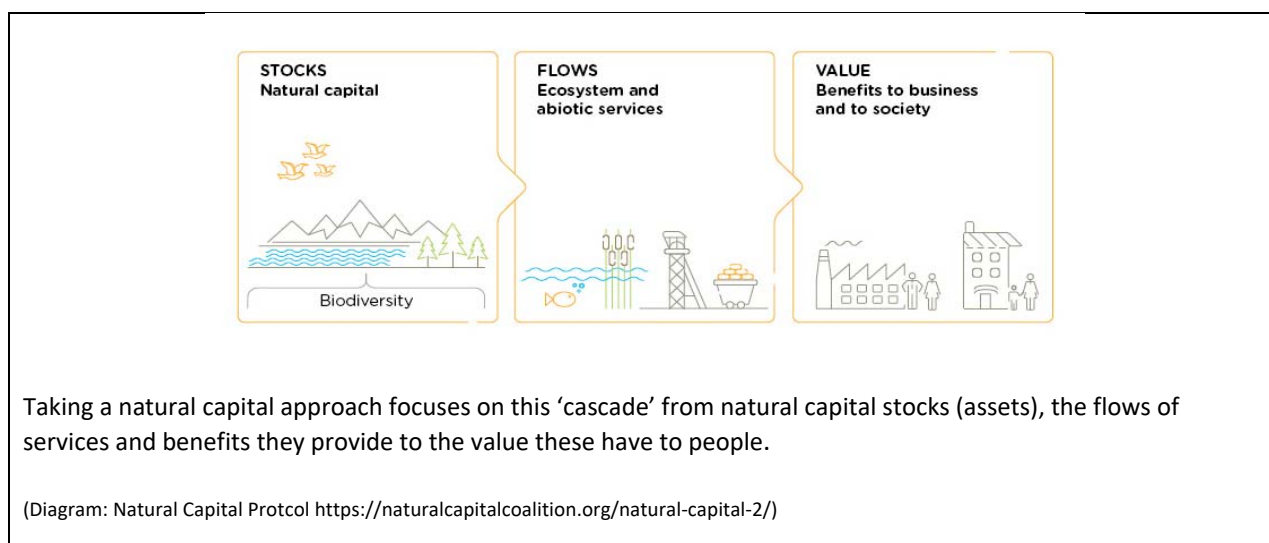 STOCKS
Natural capital
FLOWS
Ecosystem and
abiotic services
VALUE
Benefits to business
and to society
Biodiversity
Taking a natural capital approach focuses on this ‘cascade’ from natural capital stocks (assets), the flows of
services and benefits they provide to the value these have to people.
(Diagram: Natural Capital Protcol https://naturalcapitalcoalition.org/natural-capital-2/)